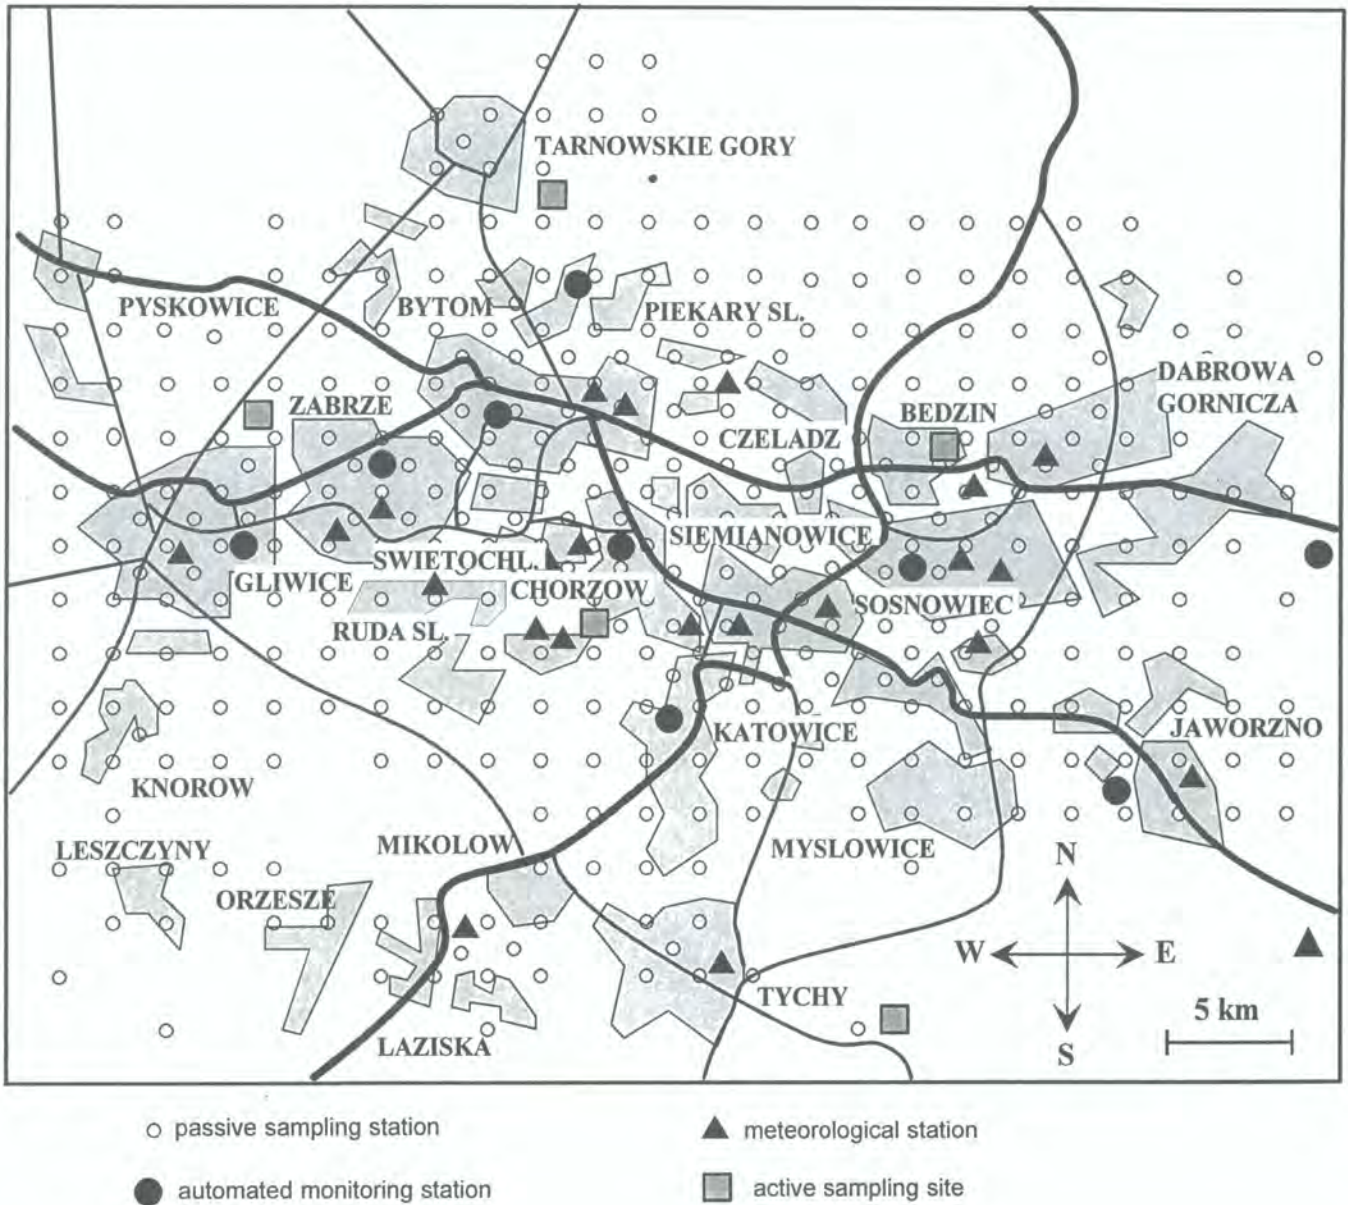 TARNOWSKIE GORY
PYSKOWICE
BYTOM
PIEKARY SL.
ZABRZE
CZELADZ
BEDZIN
DABROWA
GORNICZA
SIEMIANOWICE
SWIETOCHL.
GLIWICE
CHORZOW
SOSNOWIEC
RUDA SL.
KATOWICE
JAWORZNO
KNOROW
MIKOLOW
MYSLOWICE
LESZCZYNY
ORZESZE
N
W
E
TYCHY
5 km
LAZISKA
S
passive sampling station
meteorological station
automated monitoring station
active sampling site